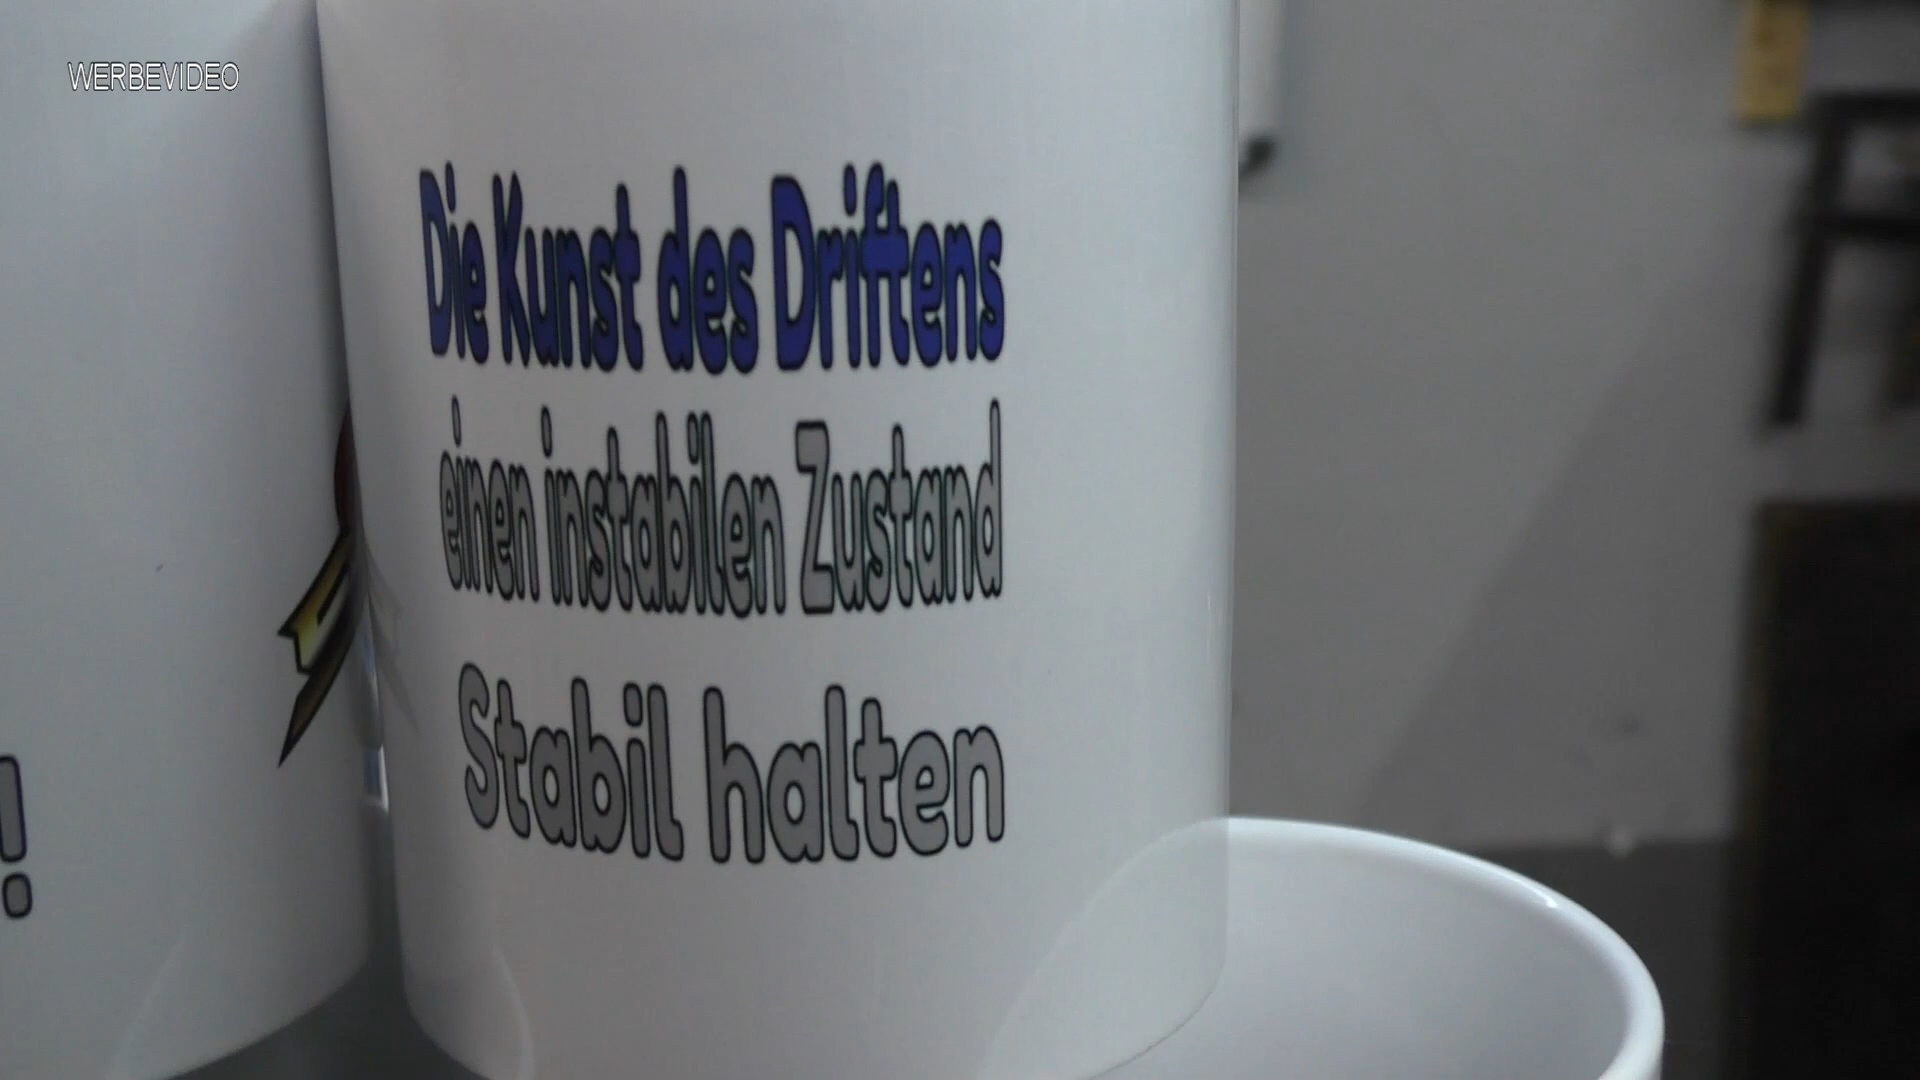 WERBEVIDEO
Die Kunst des Driftens
einen instabilen Zustand
Stabil halten
!